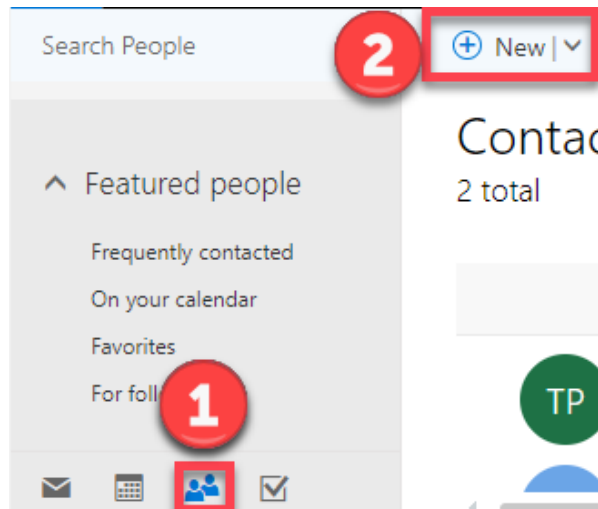 Search People
2
New
Contac
2 total
Featured people
Frequently contacted
On your calendar
Favorites
For foll
1
TP